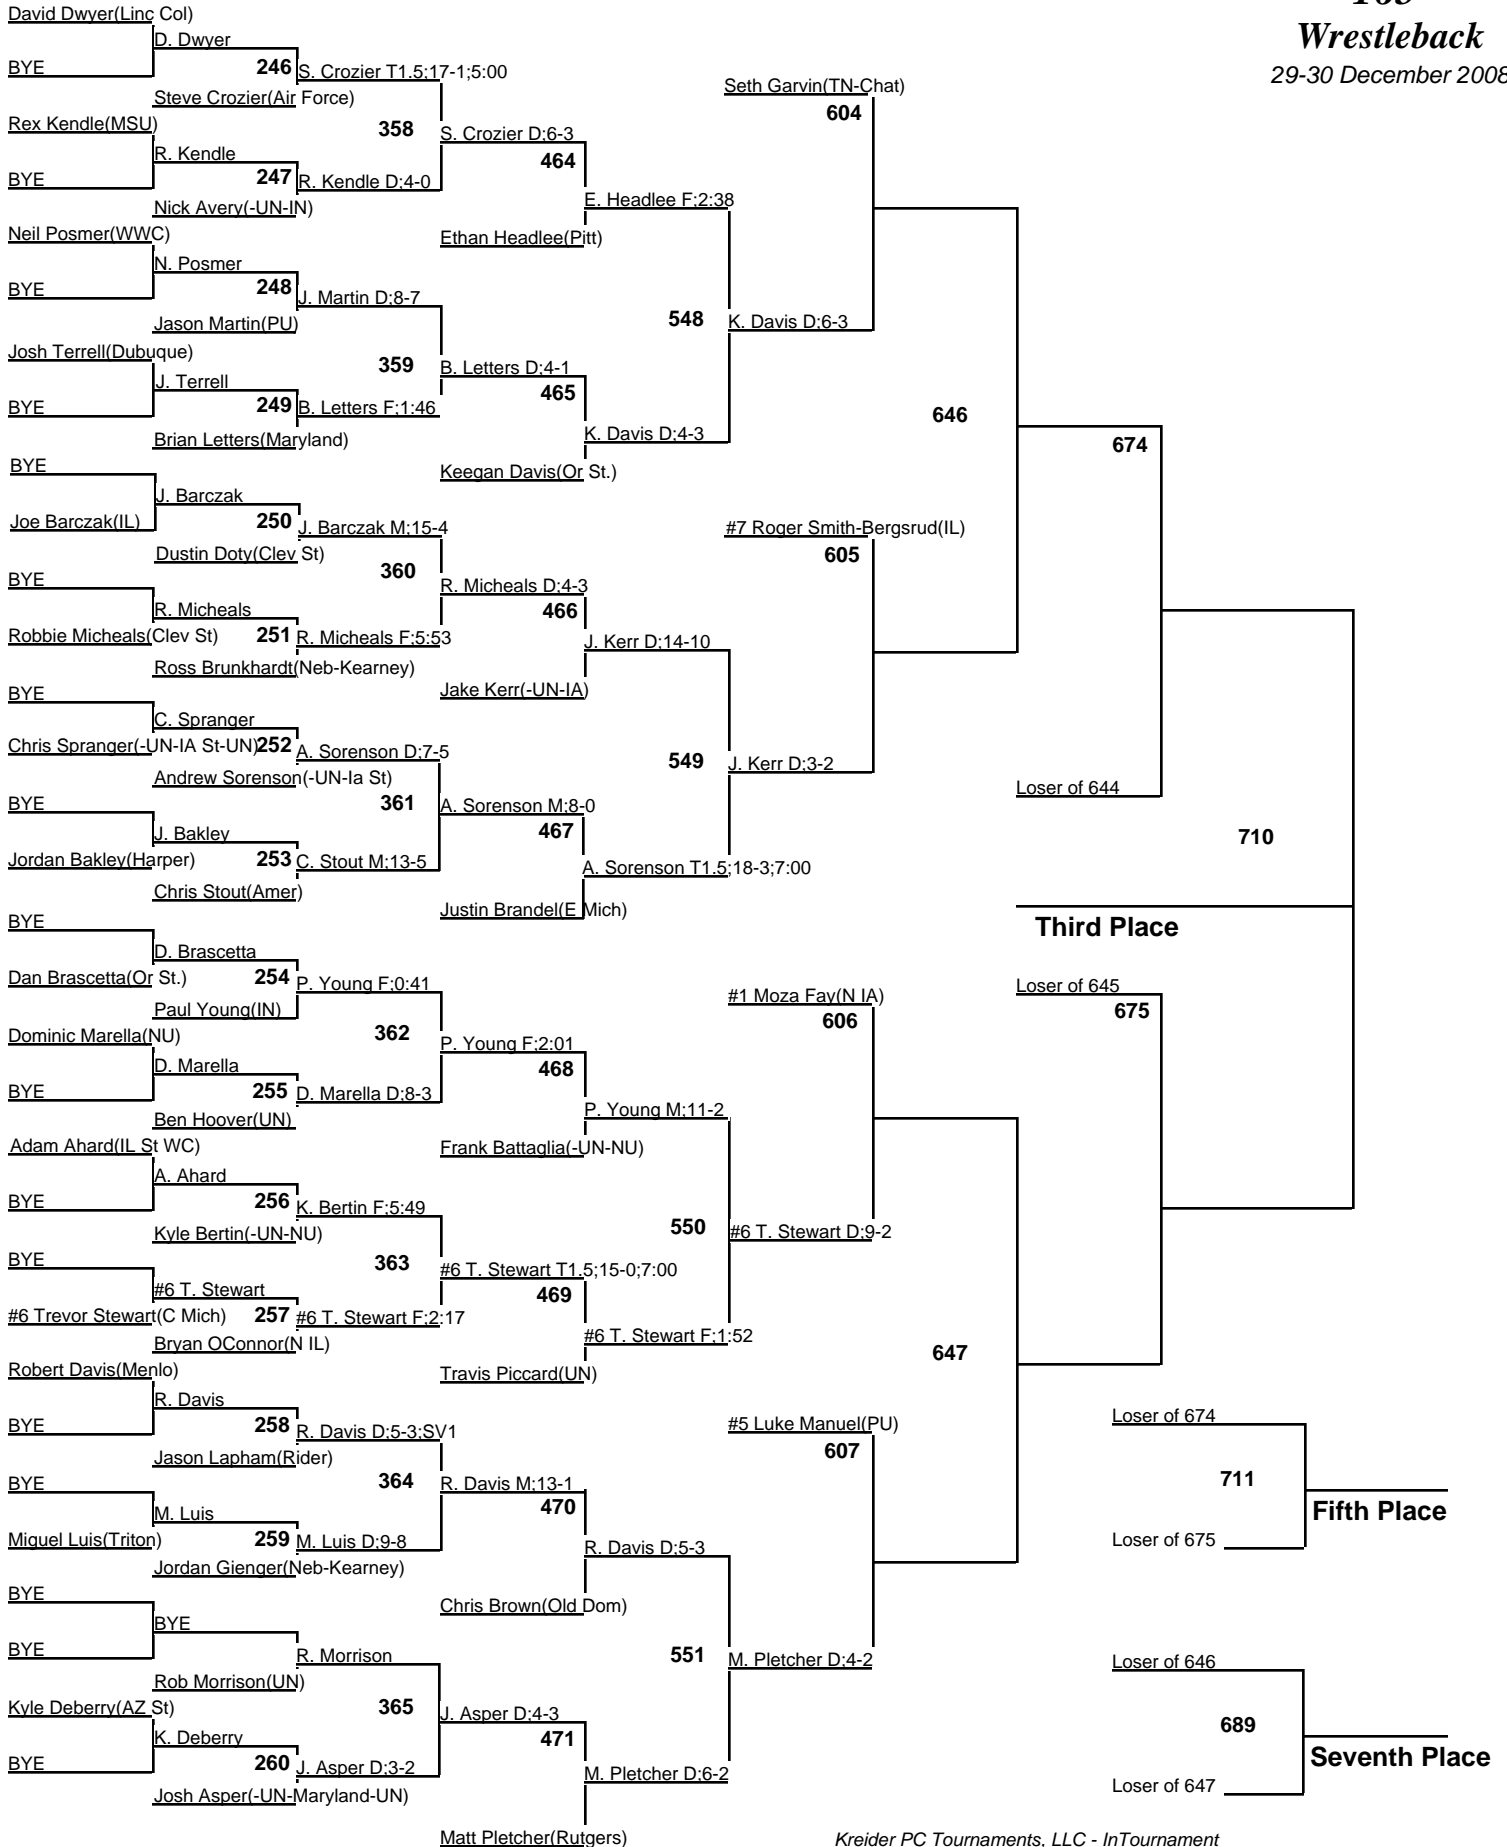 165
Wrestleback
29-30 December 2008
David Dwyer(Linc Col)
D. Dwyer
BYE
246
S. Crozier T1.5;17-1;5:00
Steve Crozier(Air Force)
Rex Kendle(MSU)
358
S. Crozier D;6-3
R. Kendle
464
BYE
247
R. Kendle D;4-0
Nick Avery(-UN-IN)
E. Headlee F;2:38
Ethan Headlee(Pitt)
Neil Posmer(WWC)
N. Posmer
BYE
248
J. Martin D;8-7
Jason Martin(PU)
548
K. Davis D;6-3
Josh Terrell(Dubuque)
359
B. Letters D;4-1
J. Terrell
465
BYE
249
B. Letters F;1:46
Brian Letters(Maryland)
K. Davis D;4-3
Keegan Davis(Or St.)
Seth Garvin(TN-Chat)
604
646
674
BYE
J. Barczak
Joe Barczak(IL)
250
J. Barczak M;15-4
Dustin Doty(Clev St)
#7 Roger Smith-Bergsrud(IL)
605
BYE
360
R. Micheals D;4-3
R. Micheals
466
Robbie Micheals(Clev St)
251
R. Micheals F;5:53
J. Kerr D;14-10
Ross Brunkhardt(Neb-Kearney)
Jake Kerr(-UN-IA)
BYE
C. Spranger
Chris Spranger(-UN-IA St-UN)
252
A. Sorenson D;7-5
549
J. Kerr D;3-2
Andrew Sorenson(-UN-Ia St)
Loser of 644
BYE
361
A. Sorenson M;8-0
J. Bakley
467
710
Jordan Bakley(Harper)
253
C. Stout M;13-5
A. Sorenson T1.5;18-3;7:00
Chris Stout(Amer)
Justin Brandel(E Mich)
Third Place
BYE
D. Brascetta
Dan Brascetta(Or St.)
254
P. Young F;0:41
Paul Young(IN)
#1 Moza Fay(N IA)
606
Loser of 645
675
Dominic Marella(NU)
362
P. Young F;2:01
D. Marella
468
BYE
255
D. Marella D;8-3
Ben Hoover(UN)
P. Young M;11-2
Frank Battaglia(-UN-NU)
Adam Ahard(IL St WC)
A. Ahard
BYE
256
K. Bertin F;5:49
Kyle Bertin(-UN-NU)
550
#6 T. Stewart D;9-2
BYE
363
#6 T. Stewart T1.5;15-0;7:00
#6 T. Stewart
469
#6 Trevor Stewart(C Mich)
257
#6 T. Stewart F;2:17
#6 T. Stewart F;1:52
Bryan OConnor(N IL)
647
Travis Piccard(UN)
Robert Davis(Menlo)
R. Davis
BYE
258
R. Davis D;5-3;SV1
#5 Luke Manuel(PU)
607
Jason Lapham(Rider)
Loser of 674
711
Fifth Place
Loser of 675
BYE
364
R. Davis M;13-1
M. Luis
470
Miguel Luis(Triton)
259
M. Luis D;9-8
R. Davis D;5-3
Jordan Gienger(Neb-Kearney)
Chris Brown(Old Dom)
BYE
BYE
BYE
R. Morrison
551
M. Pletcher D;4-2
Rob Morrison(UN)
Loser of 646
689
Seventh Place
Loser of 647
Kyle Deberry(AZ St)
365
J. Asper D;4-3
K. Deberry
471
BYE
260
J. Asper D;3-2
M. Pletcher D;6-2
Josh Asper(-UN-Maryland-UN)
Matt Pletcher(Rutgers)
Kreider PC Tournaments, LLC - InTournament